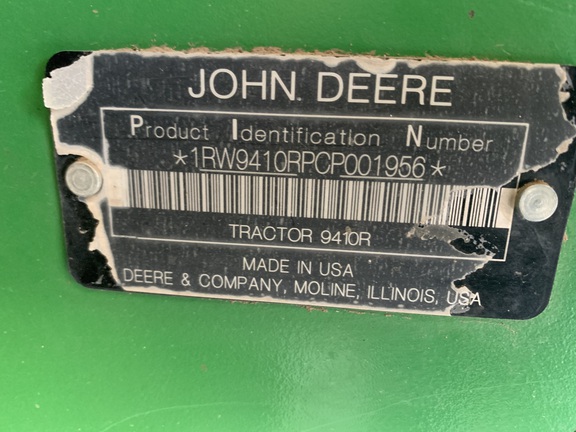 JOHN DEERE
Product Identification Number
*1RW9410RPCP001956*
TRACTOR 9410R
MADE IN USA
DEERE & COMPANY, MOLINE, ILLINOIS, USA